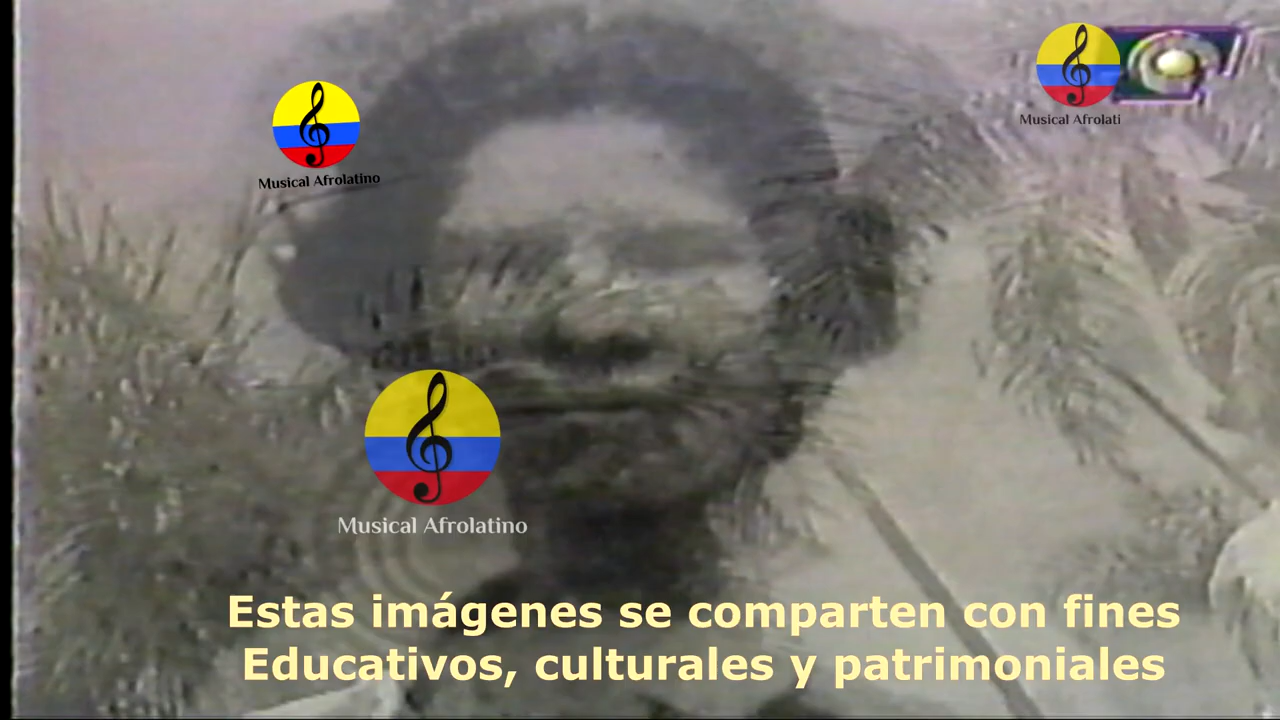 Musical Afrolati
Musical Afrolatino
Musical Afrolatino
Estas imágenes se comparten con fines
Educativos, culturales y patrimoniales